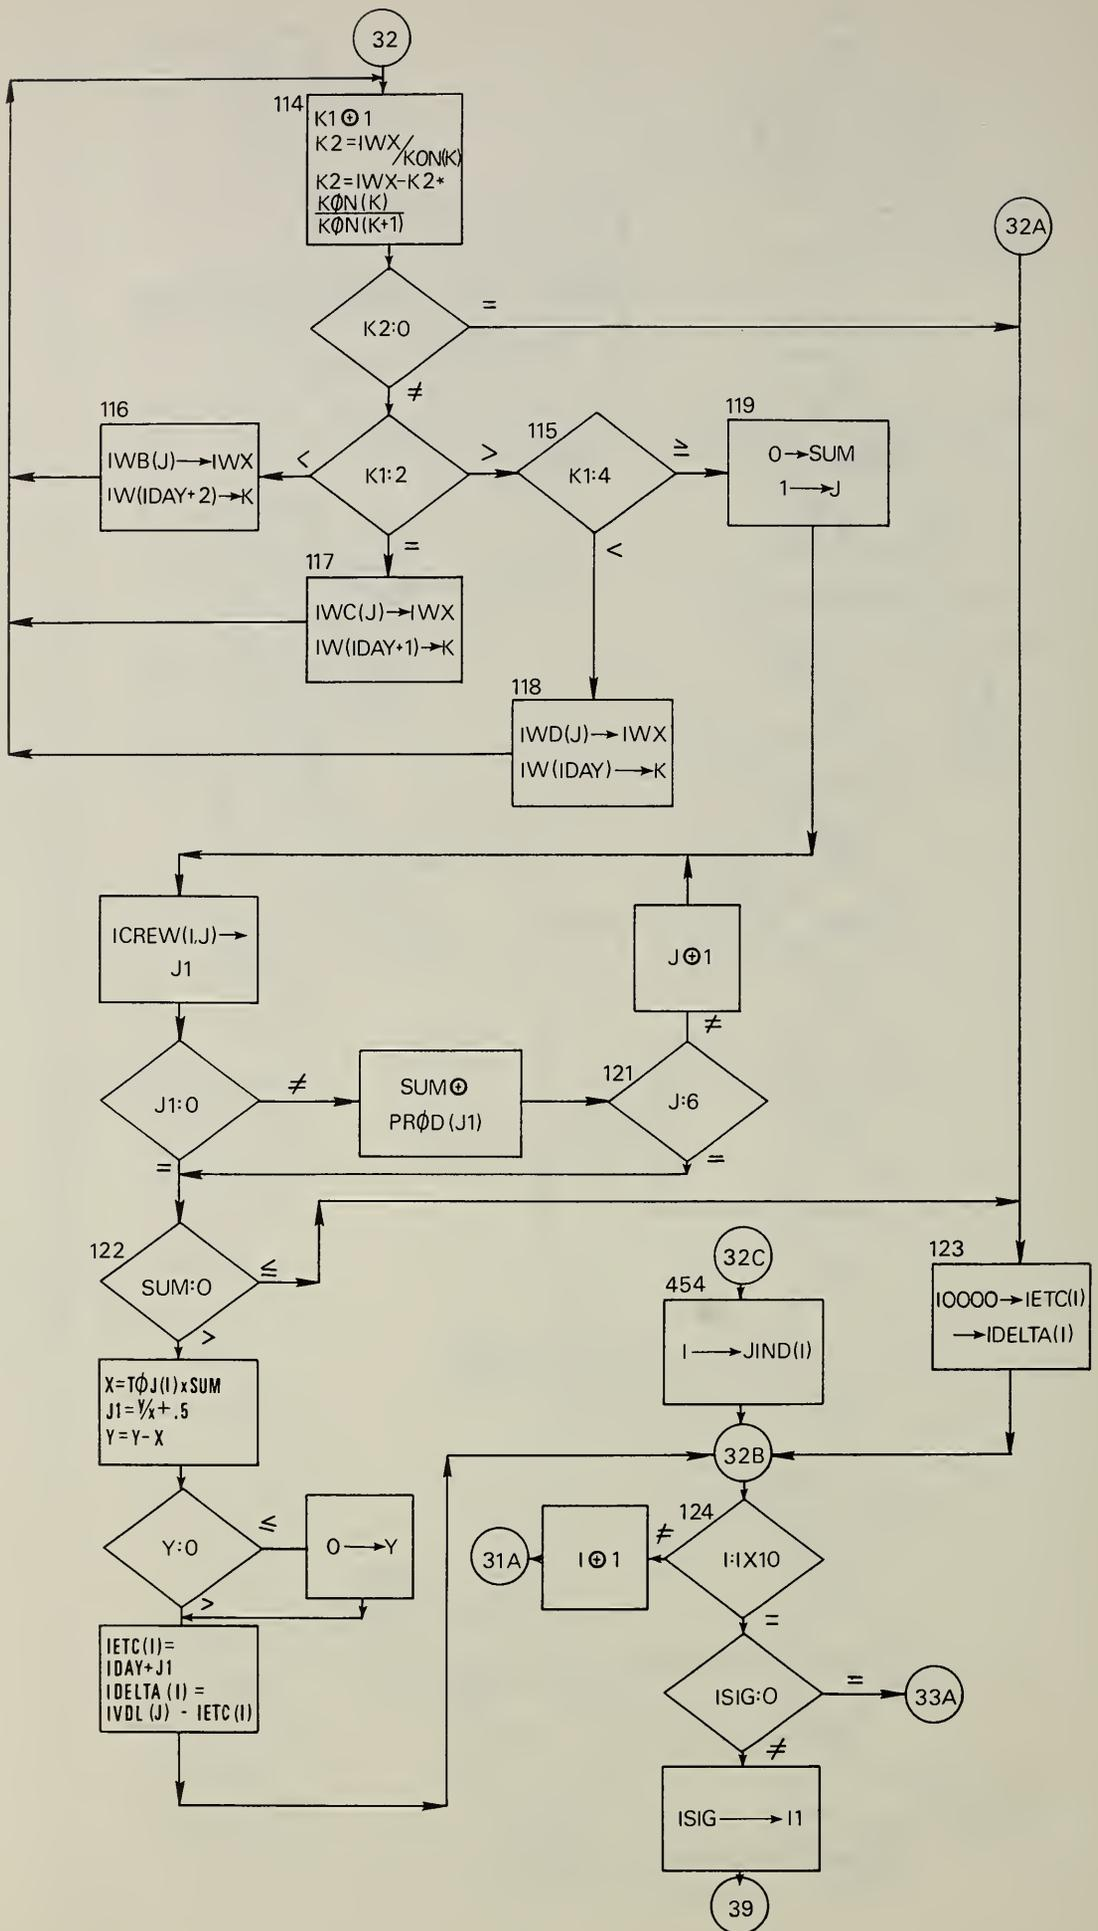 32
114
K1 ⊕ 1
K2=IWX/KON(K)
K2=IWX-K2*
KØN(K)
KØN(K+1)
32A
K2:0
=
≠
116
IWB(J)→IWX
IW(IDAY+2)→K
<
K1:2
>
=
115
K1:4
≥
<
119
0→SUM
1→J
117
IWC(J)→IWX
IW(IDAY+1)→K
118
IWD(J)→IWX
IW(IDAY)→K
ICREW(I,J)→
J1
J⊕1
≠
J1:0
≠
=
SUM⊕
PRØD(J1)
121
J:6
=
122
SUM:0
≤
>
32C
454
I→JIND(I)
123
10000→IETC(I)
→IDELTA(I)
X=TØJ(I)xSUM
J1=Y/X+.5
Y=Y-X
32B
Y:0
≤
>
0→Y
31A
I⊕1
≠
124
I:IX10
=
IETC(I)=
IDAY+J1
IDELTA(I)=
IVDL(J) - IETC(I)
ISIG:0
=
33A
≠
ISIG→I1
39